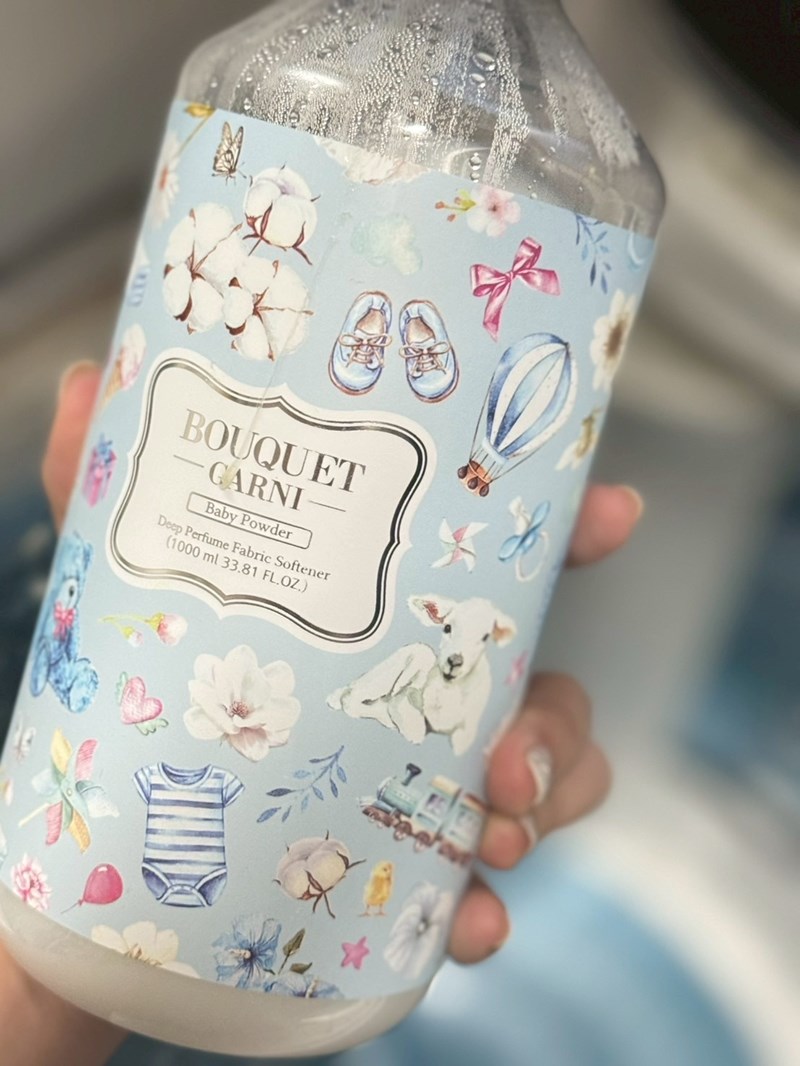 BOUQUET
GARNI
Baby Powder
Deep Perfume Fabric Softener
(1000 ml 33.81 FL.OZ.)